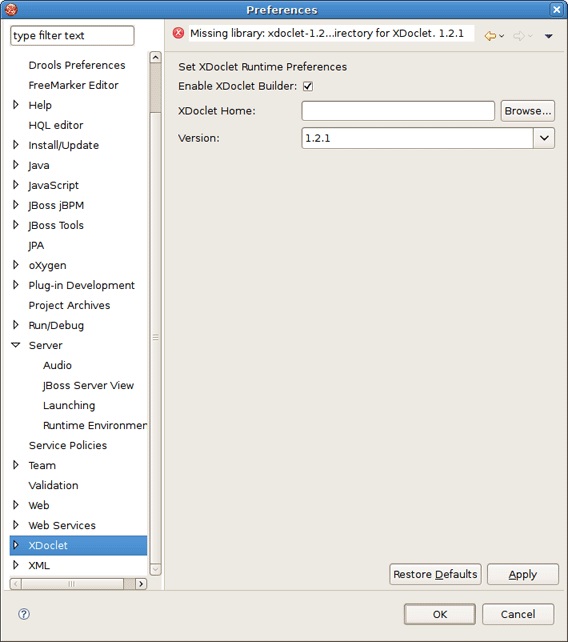 Preferences
type filter text
Missing library: xdoclet-1.2...irectory for XDoclet. 1.2.1
Drools Preferences
FreeMarker Editor
Help
HQL editor
Install/Update
Java
JavaScript
JBoss jBPM
JBoss Tools
JPA
oXygen
Plug-in Development
Project Archives
Run/Debug
Server
Audio
JBoss Server View
Launching
Runtime Environmen
Service Policies
Team
Validation
Web
Web Services
XDoclet
XML
Set XDoclet Runtime Preferences
Enable XDoclet Builder:
XDoclet Home:
Browse...
Version:
1.2.1
Restore Defaults
Apply
?
OK
Cancel